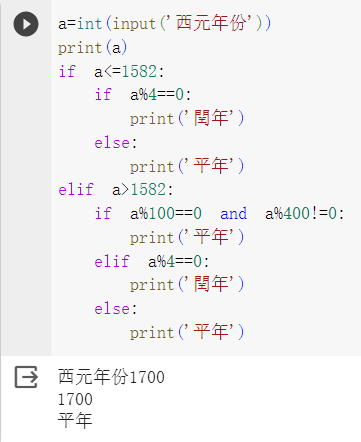 a=int(input('西元年份'))
print(a)
if a<=1582:
    if a%4==0:
        print('閏年')
    else:
        print('平年')
elif a>1582:
    if a%100==0 and a%400!=0:
        print('平年')
    elif a%4==0:
        print('閏年')
    else:
        print('平年')
西元年份1700
1700
平年